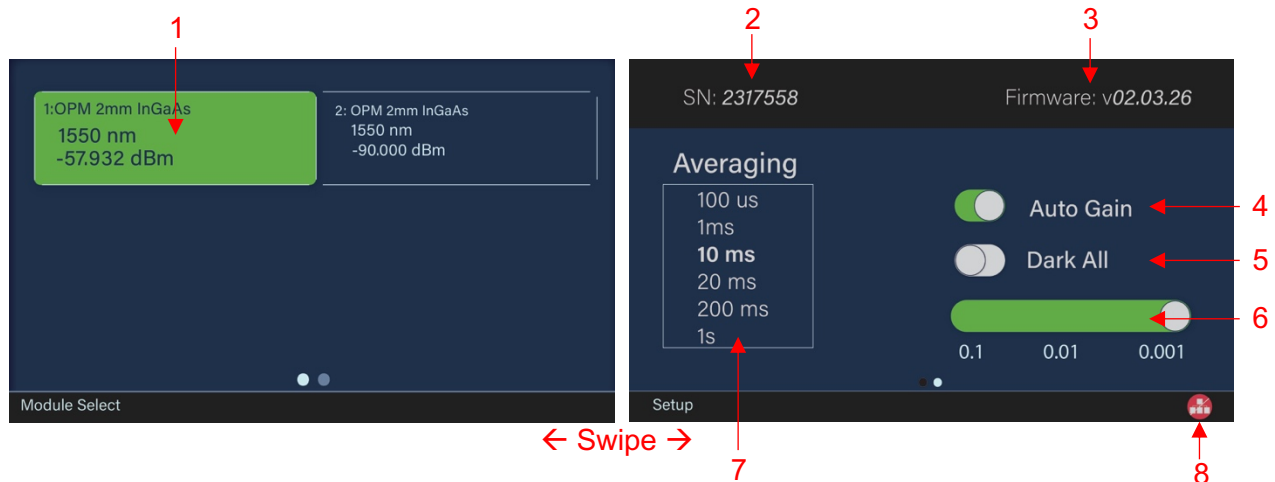 1
2
3
1:OPM 2mm InGaAs
1550 nm
-57.932 dBm
2: OPM 2mm InGaAs
1550 nm
-90.000 dBm
Module Select
SN: 2317558
Firmware: v02.03.26
Averaging
100 us
1ms
10 ms
20 ms
200 ms
1s
Auto Gain
4
Dark All
5
6
0.1 0.01 0.001
Setup
← Swipe →
7
8